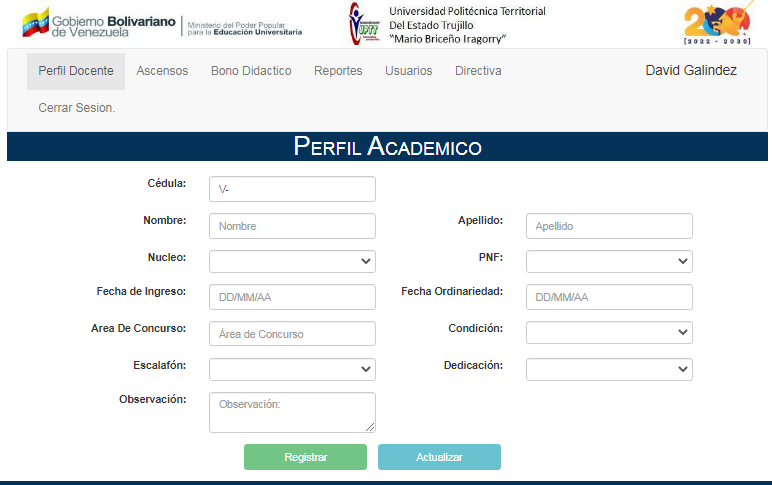 Gobierno Bolivariano
de Venezuela
Ministerio del Poder Popular
para la Educación Universitaria
UPTT
Universidad Politécnica Territorial
Del Estado Trujillo
"Mario Briceño Iragorry"
200
[2022 - 2030]
Perfil Docente Ascensos Bono Didactico Reportes Usuarios Directiva David Galindez
Cerrar Sesion.
Perfil Academico
Cédula: V-
Nombre: Nombre Apellido: Apellido
Nucleo: PNF:
Fecha de Ingreso: DD/MM/AA Fecha Ordinariedad: DD/MM/AA
Area De Concurso: Área de Concurso Condición:
Escalafón: Dedicación:
Observación: Observación:
Registrar Actualizar